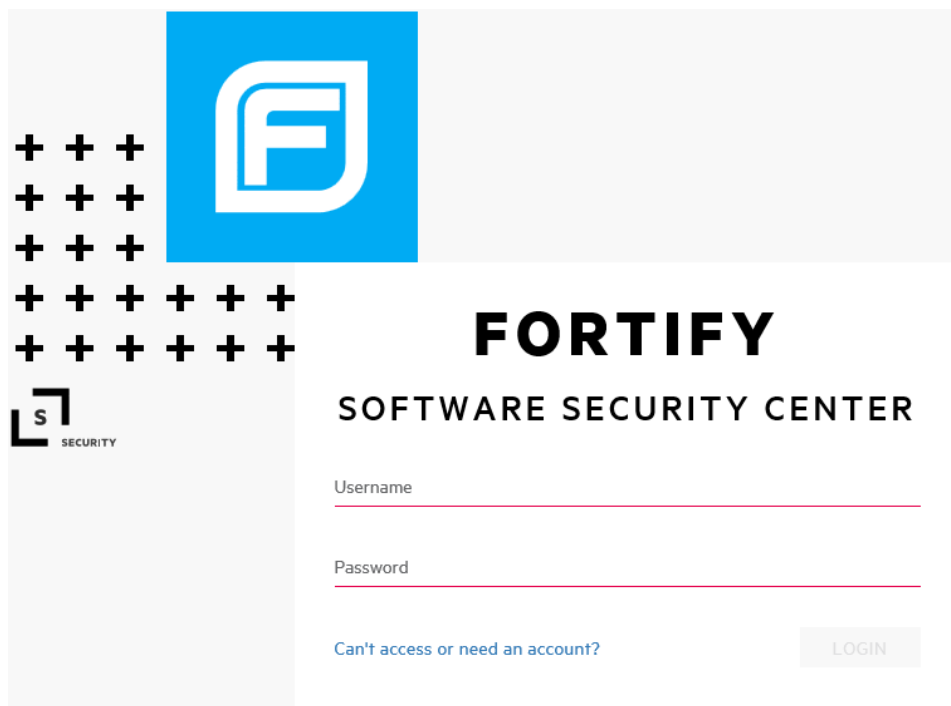 F
FORTIFY
SOFTWARE SECURITY CENTER
S
SECURITY
Username
Password
Can't access or need an account?
LOGIN